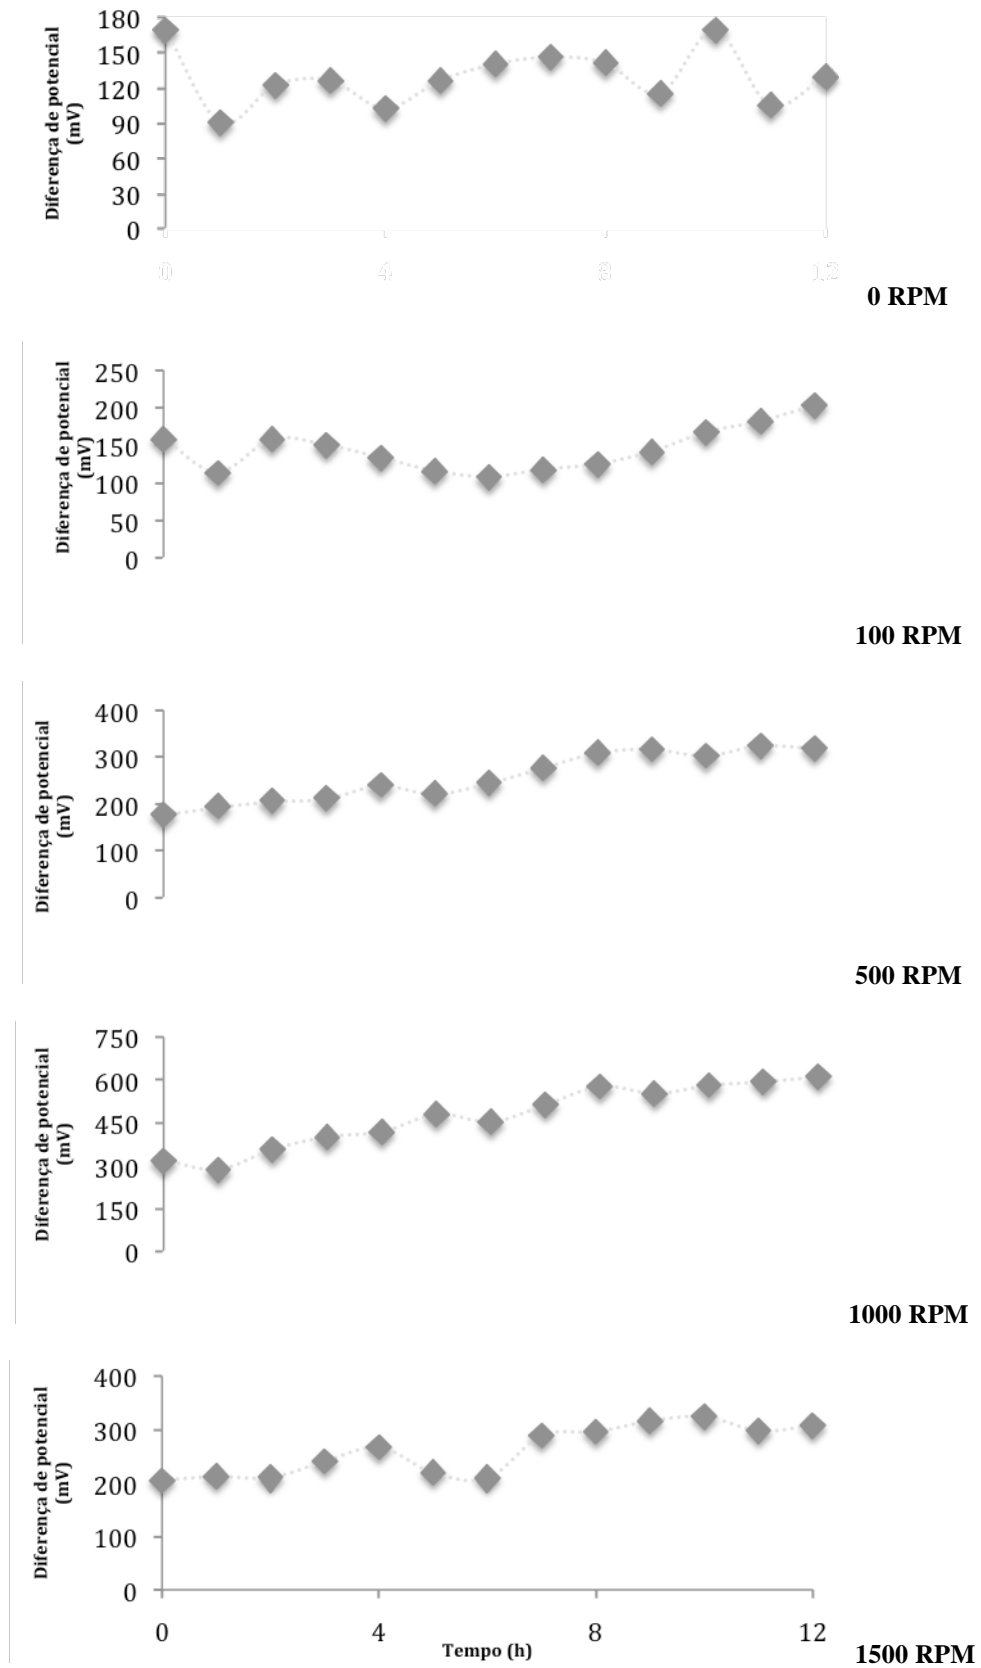 180
150
120
90
60
30
0
Diferença de potencial
(mV)
0 4 8 12
0 RPM
250
200
150
100
50
0
Diferença de potencial
(mV)
100 RPM
400
300
200
100
0
Diferença de potencial
(mV)
500 RPM
750
600
450
300
150
0
Diferença de potencial
(mV)
1000 RPM
400
300
200
100
0
Diferença de potencial
(mV)
0 4 8 12
Tempo (h)
1500 RPM